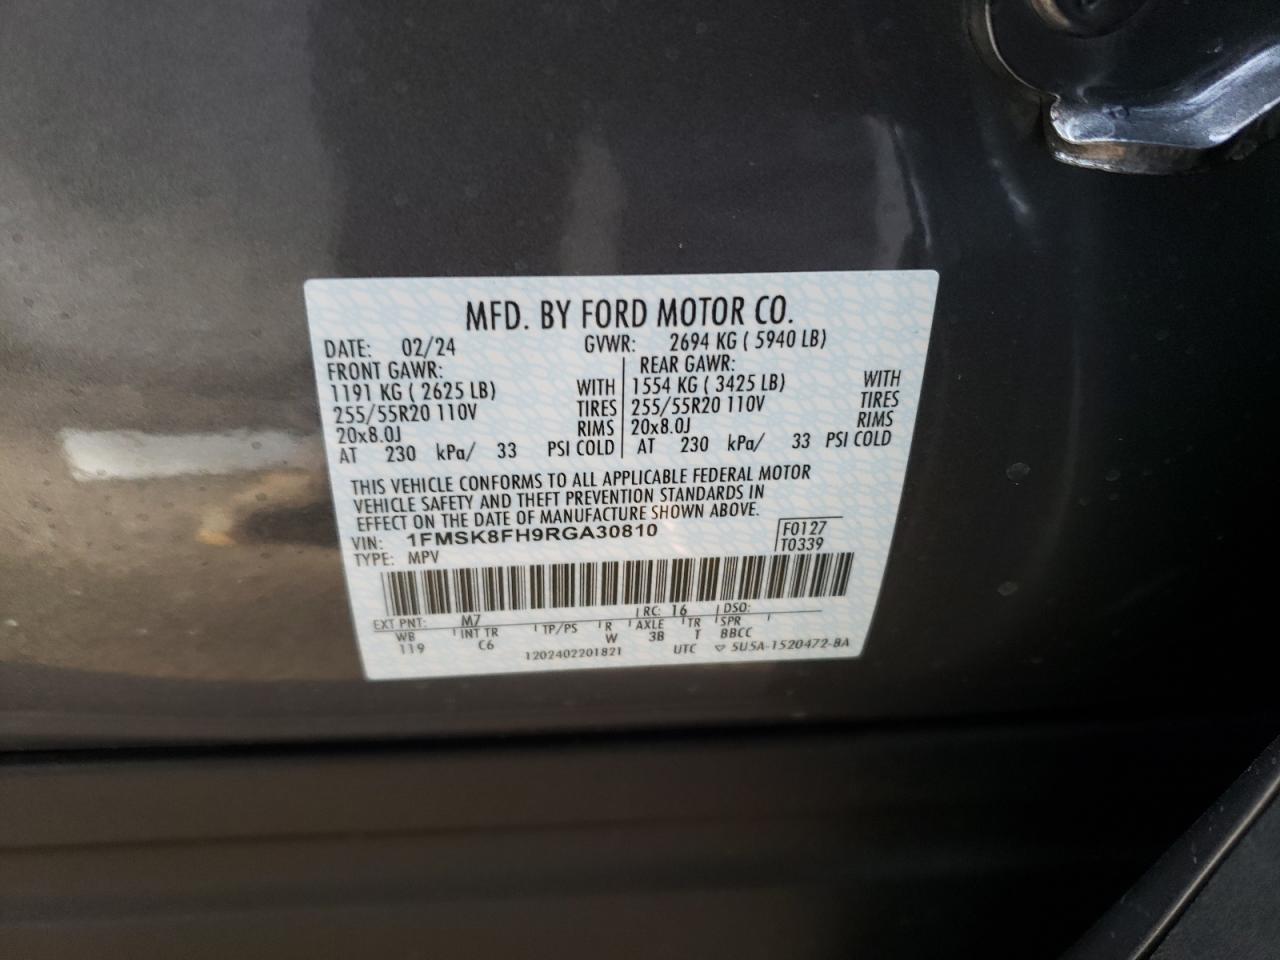 MFD. BY FORD MOTOR CO.
DATE: 02/24 GVWR: 2694 KG ( 5940 LB)
FRONT GAWR: REAR GAWR:
1191 KG ( 2625 LB) WITH 1554 KG ( 3425 LB) WITH
255/55R20 110V TIRES 255/55R20 110V TIRES
20x8.0J RIMS 20x8.0J RIMS
AT 230 kPa/ 33 PSI COLD AT 230 kPa/ 33 PSI COLD
THIS VEHICLE CONFORMS TO ALL APPLICABLE FEDERAL MOTOR
VEHICLE SAFETY AND THEFT PREVENTION STANDARDS IN
EFFECT ON THE DATE OF MANUFACTURE SHOWN ABOVE.
VIN: 1FMSK8FH9RGA30810 F0127
TYPE: MPV T0339
EXT PNT: M7 RC: 16 DSO:
WB INT TR TP/PS R AXLE TR SPR
119 C6 W 3B T BBCC
1202402201821 UTC ▽ 5U5A-1520472-BA